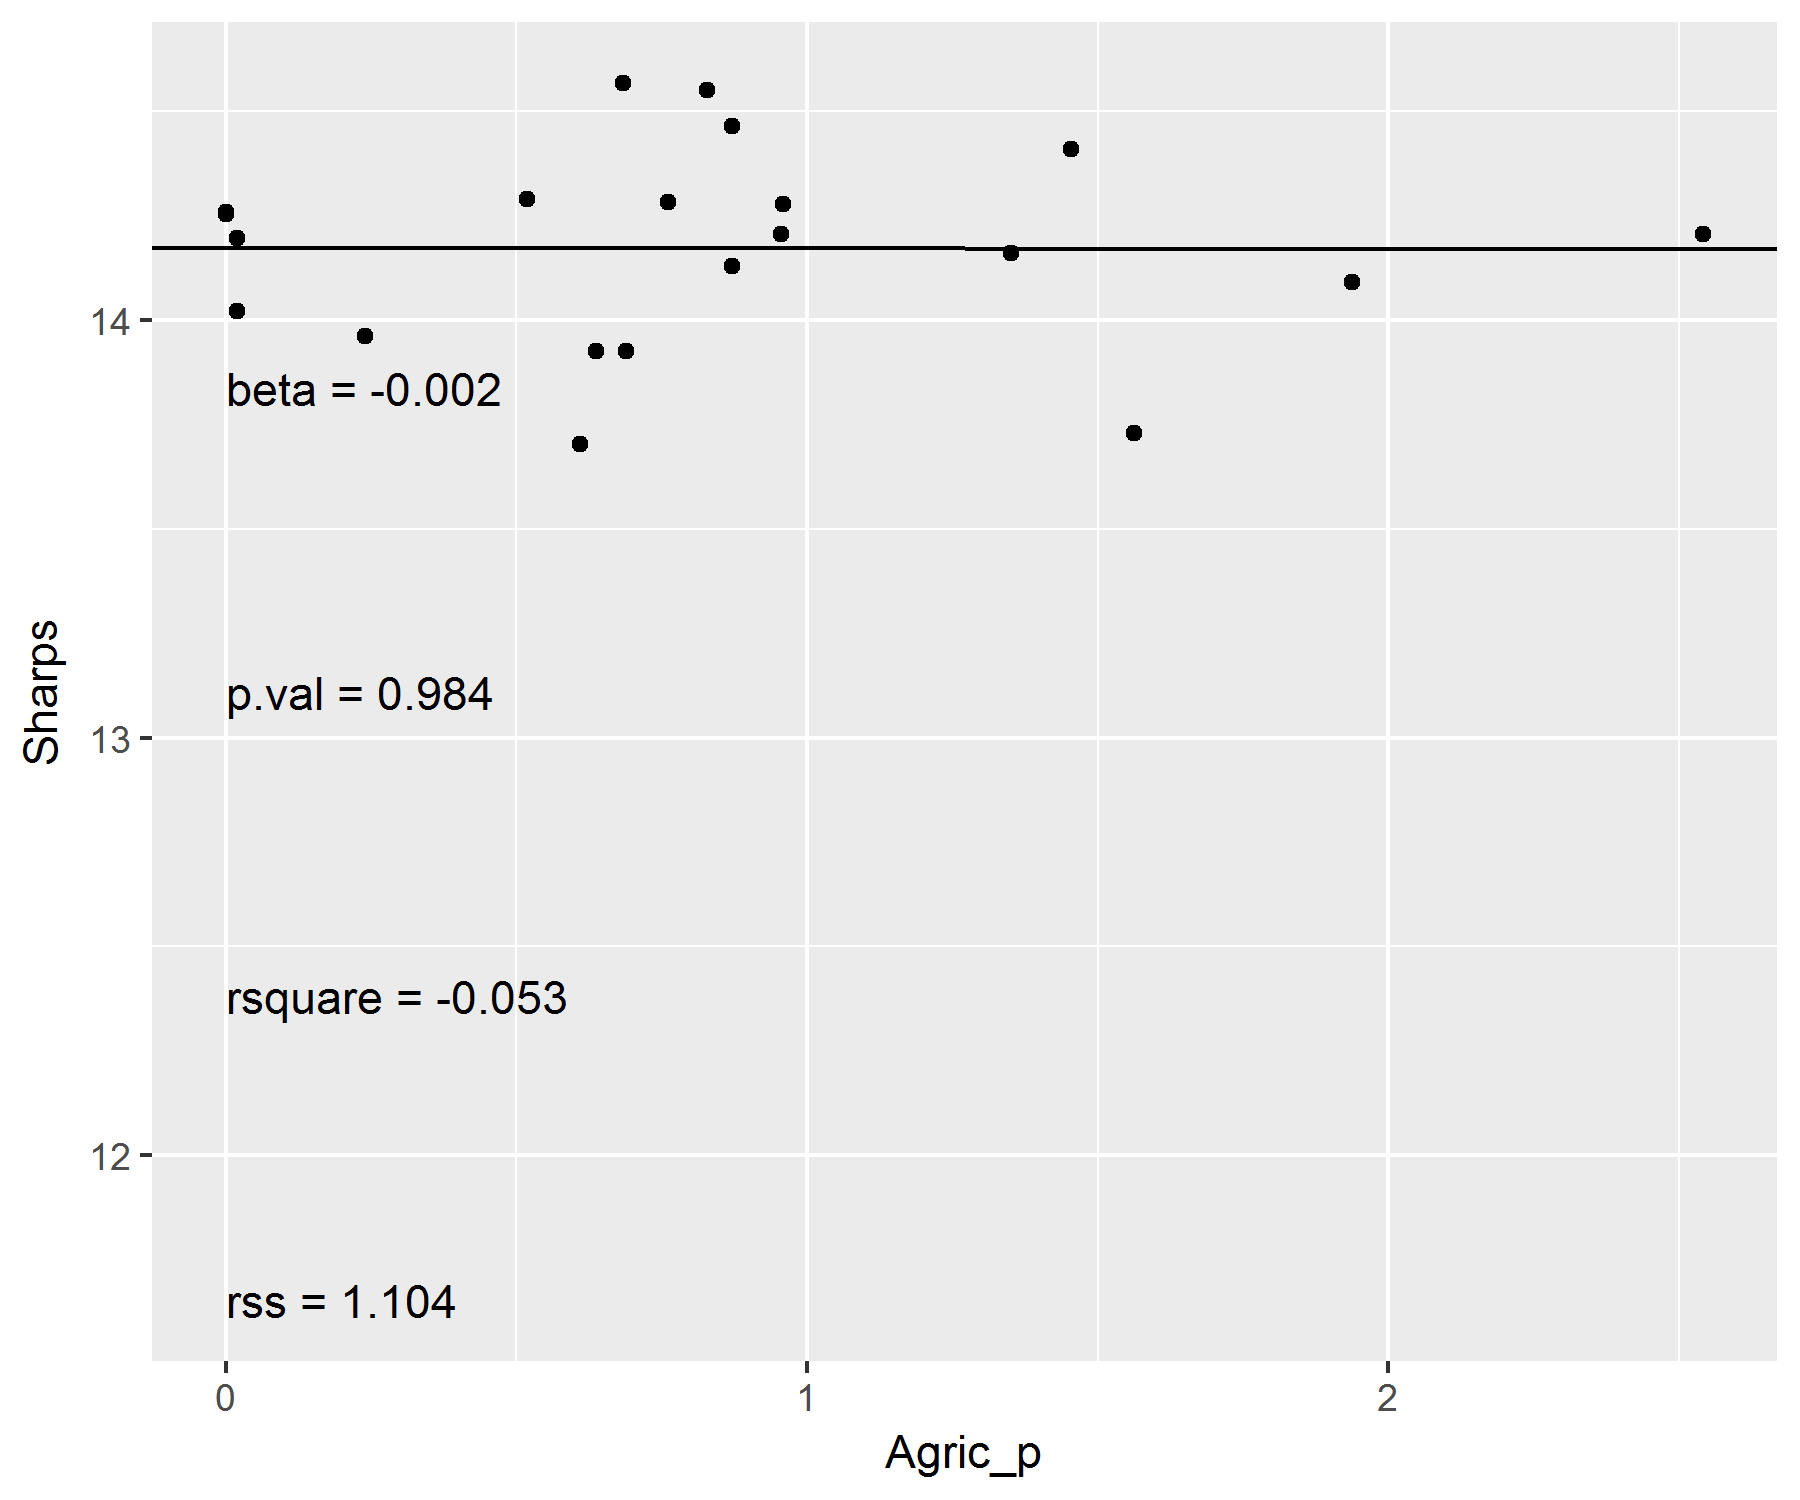 14
beta = -0.002
Sharps
p.val = 0.984
13
rsquare = -0.053
12
rss = 1.104
0 1 2
Agric_p